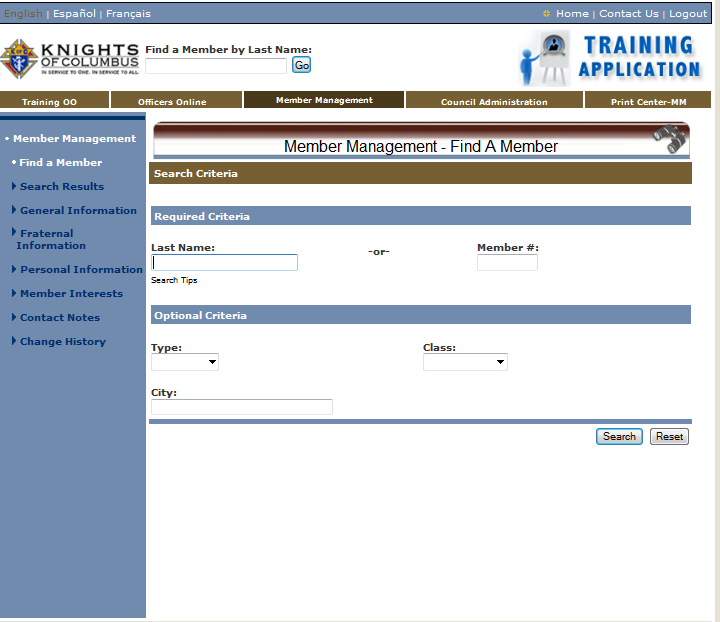 English | Español | Français
Home | Contact Us | Logout
KNIGHTS
OF COLUMBUS
IN SERVICE TO ONE. IN SERVICE TO ALL.
Find a Member by Last Name:
Go
TRAINING
APPLICATION
Training OO
Officers Online
Member Management
Council Administration
Print Center-MM
Member Management
Find a Member
Search Results
General Information
Fraternal
Information
Personal Information
Member Interests
Contact Notes
Change History
Member Management - Find A Member
Search Criteria
Required Criteria
Last Name:
-or-
Member #:
Search Tips
Optional Criteria
Type:
Class:
City:
Search
Reset